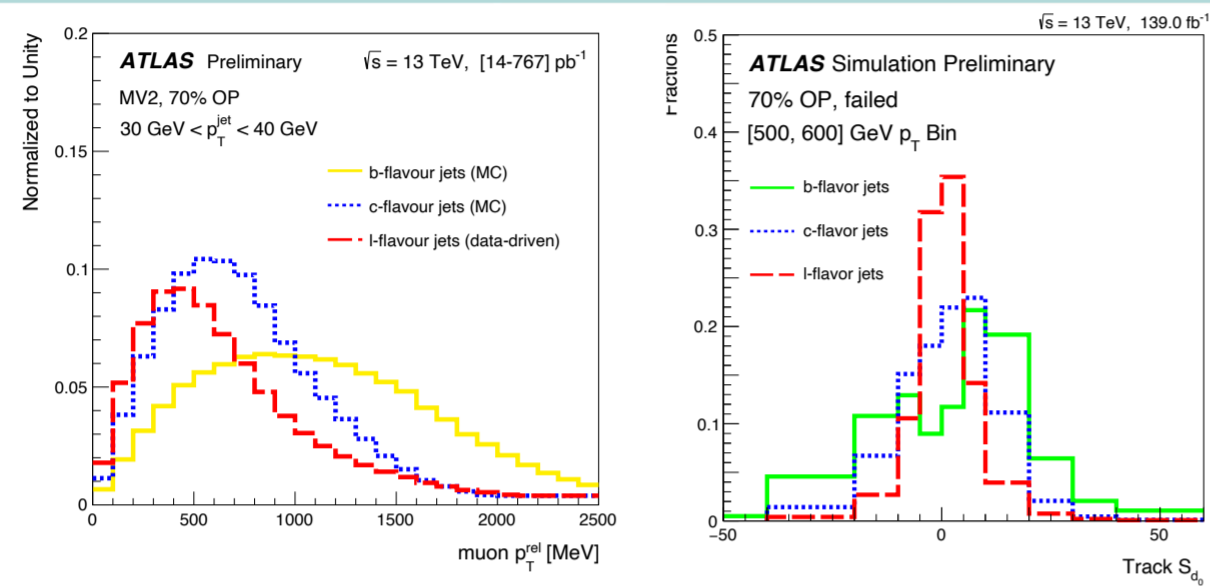 0.2
0.15
0.1
0.05
0
Normalized to Unity
ATLAS Preliminary
√s = 13 TeV, [14-767] pb⁻¹
MV2, 70% OP
30 GeV < p_T^jet < 40 GeV
b-flavour jets (MC)
c-flavour jets (MC)
l-flavour jets (data-driven)
0 500 1000 1500 2000 2500
muon p_T^rel [MeV]
√s = 13 TeV, 139.0 fb⁻¹
0.5
0.4
0.3
0.2
0.1
0
Fractions
ATLAS Simulation Preliminary
70% OP, failed
[500, 600] GeV p_T Bin
b-flavor jets
c-flavor jets
l-flavor jets
−50 0 50
Track S_d₀